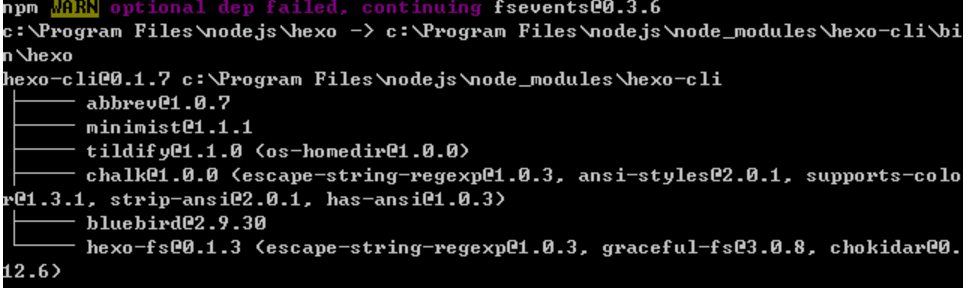 npm WARN optional dep failed, continuing fsevents@0.3.6
c:\Program Files\nodejs\hexo -> c:\Program Files\nodejs\node_modules\hexo-cli\bi
n\hexo
hexo-cli@0.1.7 c:\Program Files\nodejs\node_modules\hexo-cli
├── abbrev@1.0.7
├── minimist@1.1.1
├── tildify@1.1.0 (os-homedir@1.0.0)
├── chalk@1.0.0 (escape-string-regexp@1.0.3, ansi-styles@2.0.1, supports-colo
r@1.3.1, strip-ansi@2.0.1, has-ansi@1.0.3)
├── bluebird@2.9.30
└── hexo-fs@0.1.3 (escape-string-regexp@1.0.3, graceful-fs@3.0.8, chokidar@0.
12.6)